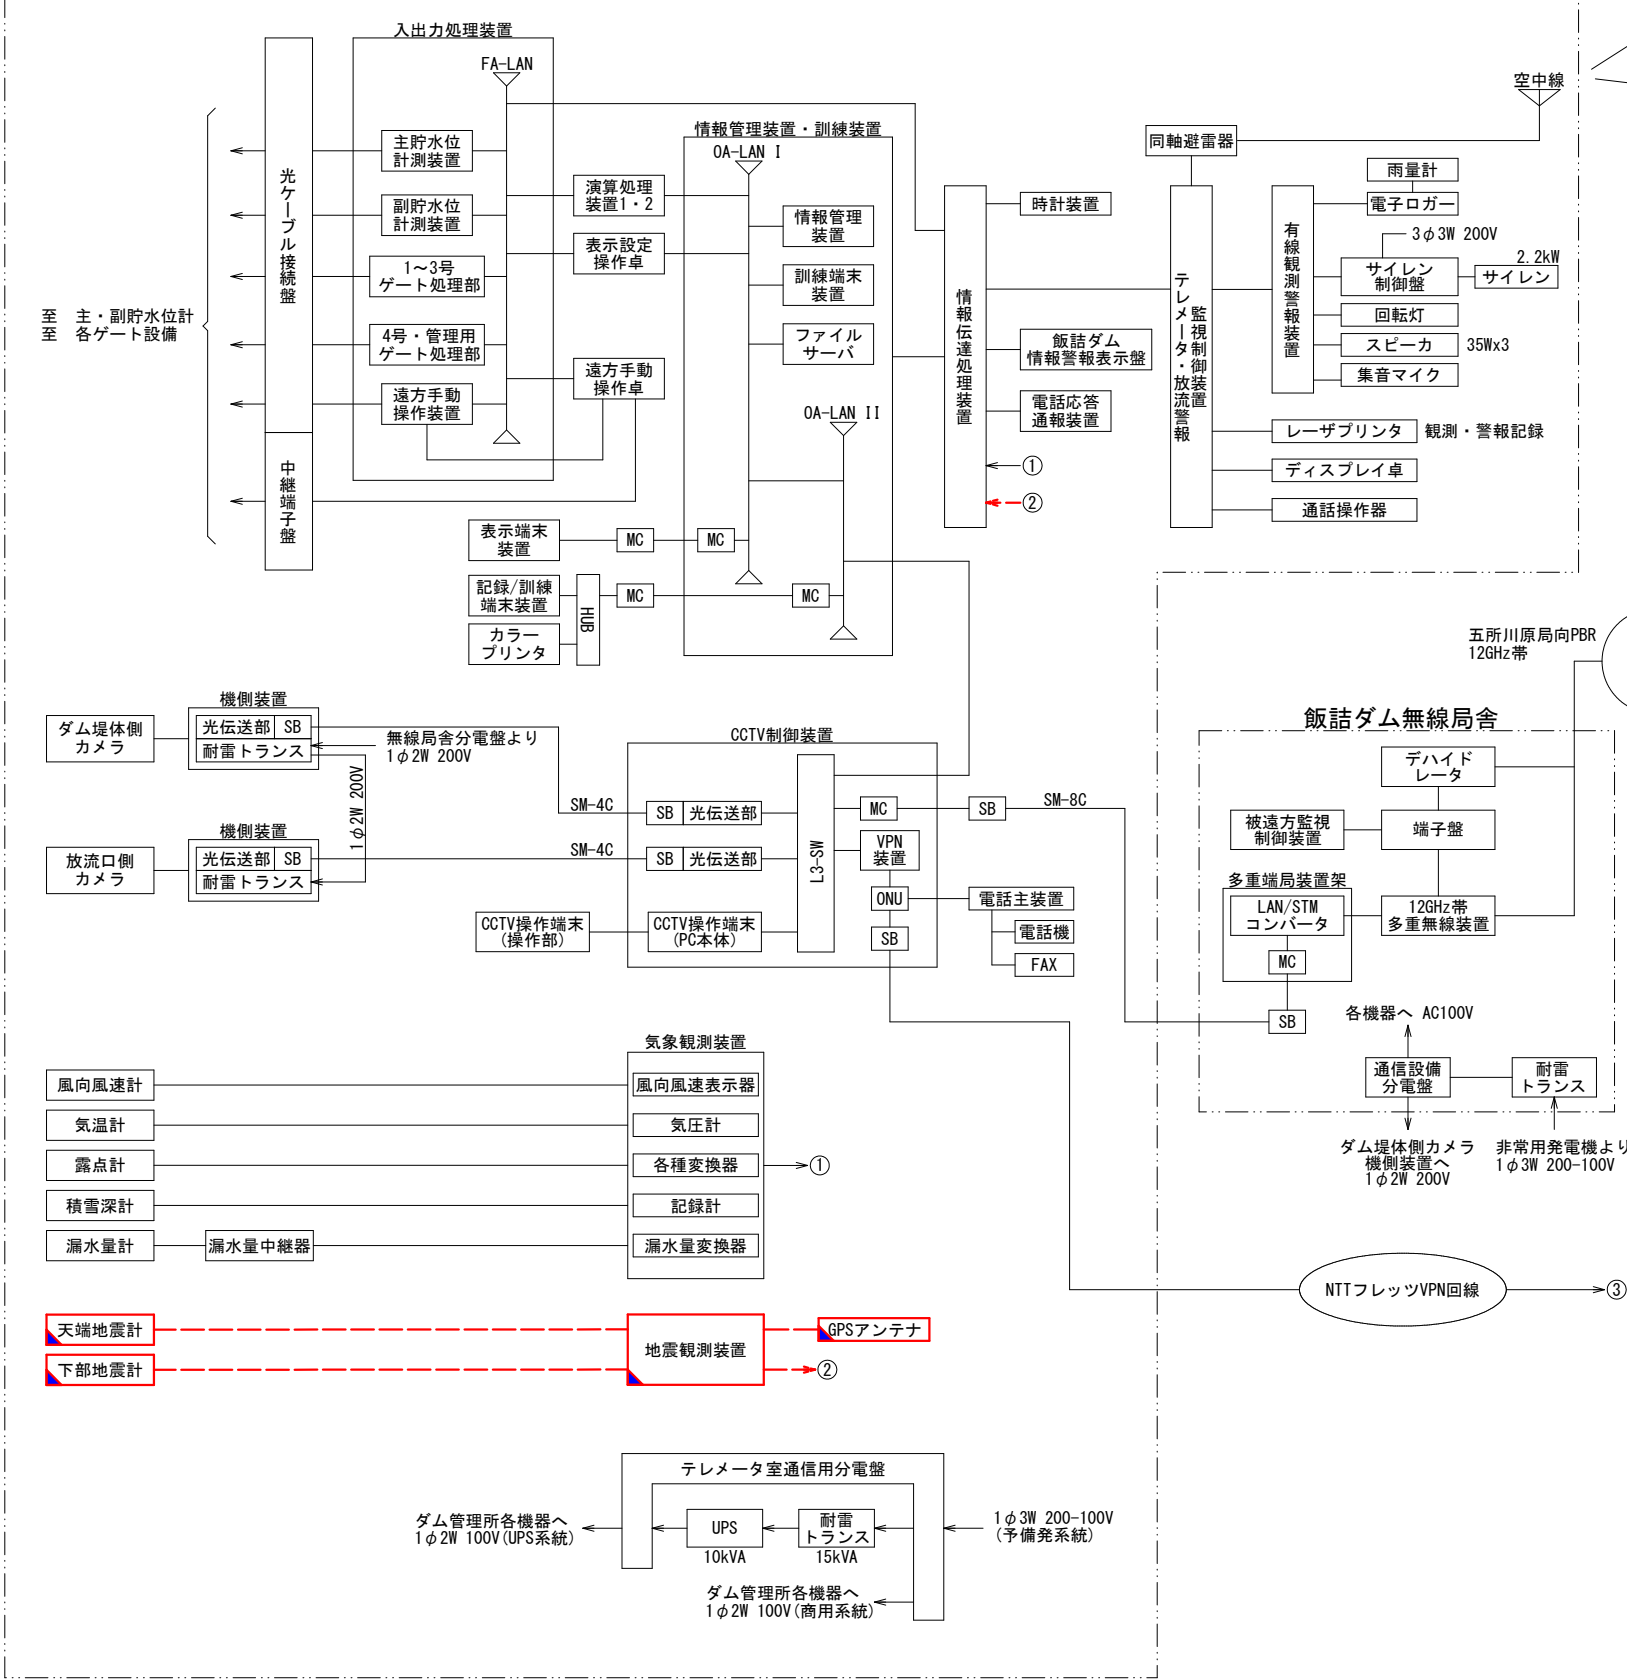 入出力処理装置
FA-LAN
空中線
情報管理装置・訓練装置
OA-LAN I
同軸避雷器
主貯水位
計測装置
光ケーブル接続盤
演算処理
装置1・2
雨量計
電子ロガー
時計装置
副貯水位
計測装置
情報管理
装置
表示設定
操作卓
3φ3W 200V
2.2kW
1~3号
ゲート処理部
訓練端末
装置
サイレン
制御盤
サイレン
有線観測警報装置
情報伝達処理装置
テレメータ・放流警報
監視制御装置
至 主・副貯水位計
至 各ゲート設備
4号・管理用
ゲート処理部
ファイル
サーバ
飯詰ダム
情報警報表示盤
回転灯
スピーカ
35Wx3
集音マイク
遠方手動
操作装置
遠方手動
操作卓
OA-LAN II
電話応答
通報装置
レーザプリンタ
観測・警報記録
中継端子盤
①
ディスプレイ卓
②
通話操作器
表示端末
装置
MC
MC
記録/訓練
端末装置
HUB
MC
MC
カラー
プリンタ
五所川原局向PBR
12GHz帯
機側装置
ダム堤体側
カメラ
光伝送部
SB
耐雷トランス
無線局舎分電盤より
1φ2W 200V
1φ2W 200V
CCTV制御装置
飯詰ダム無線局舎
デハイド
レータ
SM-4C
SB
光伝送部
L3-SW
MC
SB
SM-8C
被遠方監視
制御装置
端子盤
機側装置
放流口側
カメラ
光伝送部
SB
耐雷トランス
SM-4C
SB
光伝送部
VPN
装置
多重端局装置架
ONU
電話主装置
LAN/STM
コンバータ
12GHz帯
多重無線装置
CCTV操作端末
(操作部)
CCTV操作端末
(PC本体)
SB
電話機
FAX
MC
SB
各機器へ AC100V
気象観測装置
風向風速計
風向風速表示器
通信設備
分電盤
耐雷
トランス
気温計
気圧計
ダム堤体側カメラ
機側装置へ
1φ2W 200V
非常用発電機より
1φ3W 200-100V
露点計
各種変換器
①
積雪深計
記録計
漏水量計
漏水量中継器
漏水量変換器
NTTフレッツVPN回線
③
天端地震計
地震観測装置
GPSアンテナ
下部地震計
②
テレメータ室通信用分電盤
ダム管理所各機器へ
1φ2W 100V(UPS系統)
UPS
10kVA
耐雷
トランス
15kVA
1φ3W 200-100V
(予備発系統)
ダム管理所各機器へ
1φ2W 100V(商用系統)